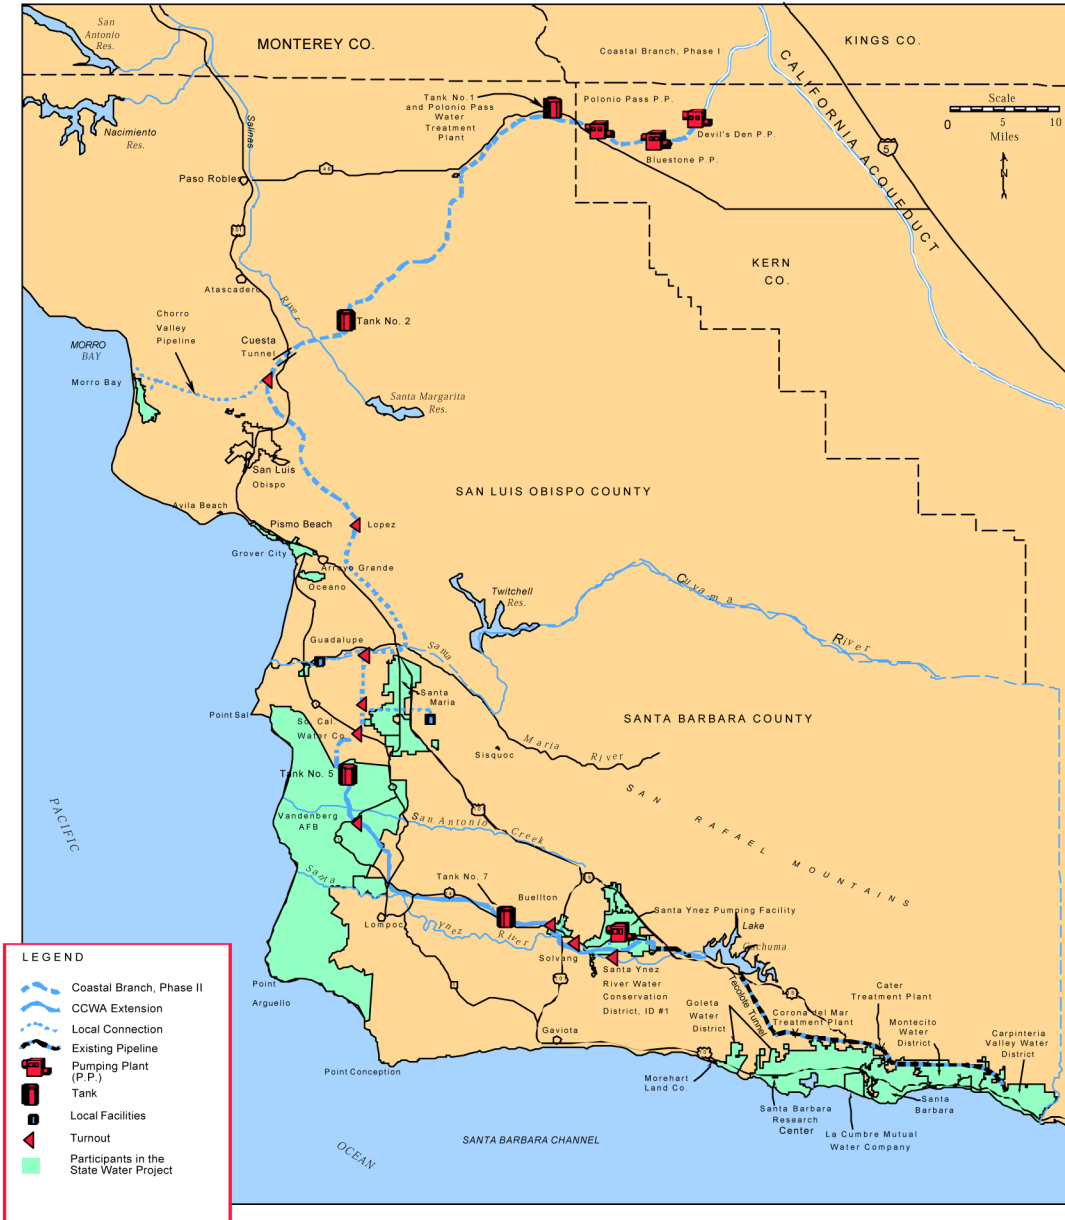 San
Antonio
Res.
MONTEREY CO.
Coastal Branch, Phase I
KINGS CO.
CALIFORNIA AQUEDUCT
Scale
0 5 10
Miles
N
5
Nacimiento
Res.
Salinas
River
Tank No.1
and Polonio Pass
Water
Treatment
Plant
Polonio Pass P.P.
Devil's Den P.P.
Bluestone P.P.
Paso Robles
46
101
KERN
CO.
Atascadero
Tank No. 2
Chorro
Valley
Pipeline
Cuesta
Tunnel
MORRO
BAY
Morro Bay
Santa Margarita
Res.
San Luis
Obispo
SAN LUIS OBISPO COUNTY
Avila Beach
Pismo Beach
Lopez
Grover City
Arroyo Grande
Oceano
Twitchell
Res.
Cuyama
River
Guadalupe
Santa
Maria
River
Santa
Maria
Point Sal
So. Cal.
Water Co.
SANTA BARBARA COUNTY
Sisquoc
Tank No. 5
SAN RAFAEL MOUNTAINS
PACIFIC
Vandenberg
AFB
San Antonio
Creek
Santa
Ynez
River
Tank No. 7
Buellton
Santa Ynez Pumping Facility
Lompoc
Lake
Cachuma
Solvang
Santa Ynez
River Water
Conservation
District, ID #1
Tecolote Tunnel
Cater
Treatment Plant
Point
Arguello
Goleta
Water
District
Corona del Mar
Treatment Plant
Montecito
Water
District
Carpinteria
Valley Water
District
Gaviota
Point Conception
Morehart
Land Co.
Santa Barbara
Research
Center
La Cumbre Mutual
Water Company
Santa
Barbara
SANTA BARBARA CHANNEL
OCEAN
LEGEND
Coastal Branch, Phase II
CCWA Extension
Local Connection
Existing Pipeline
Pumping Plant
(P.P.)
Tank
Local Facilities
Turnout
Participants in the
State Water Project